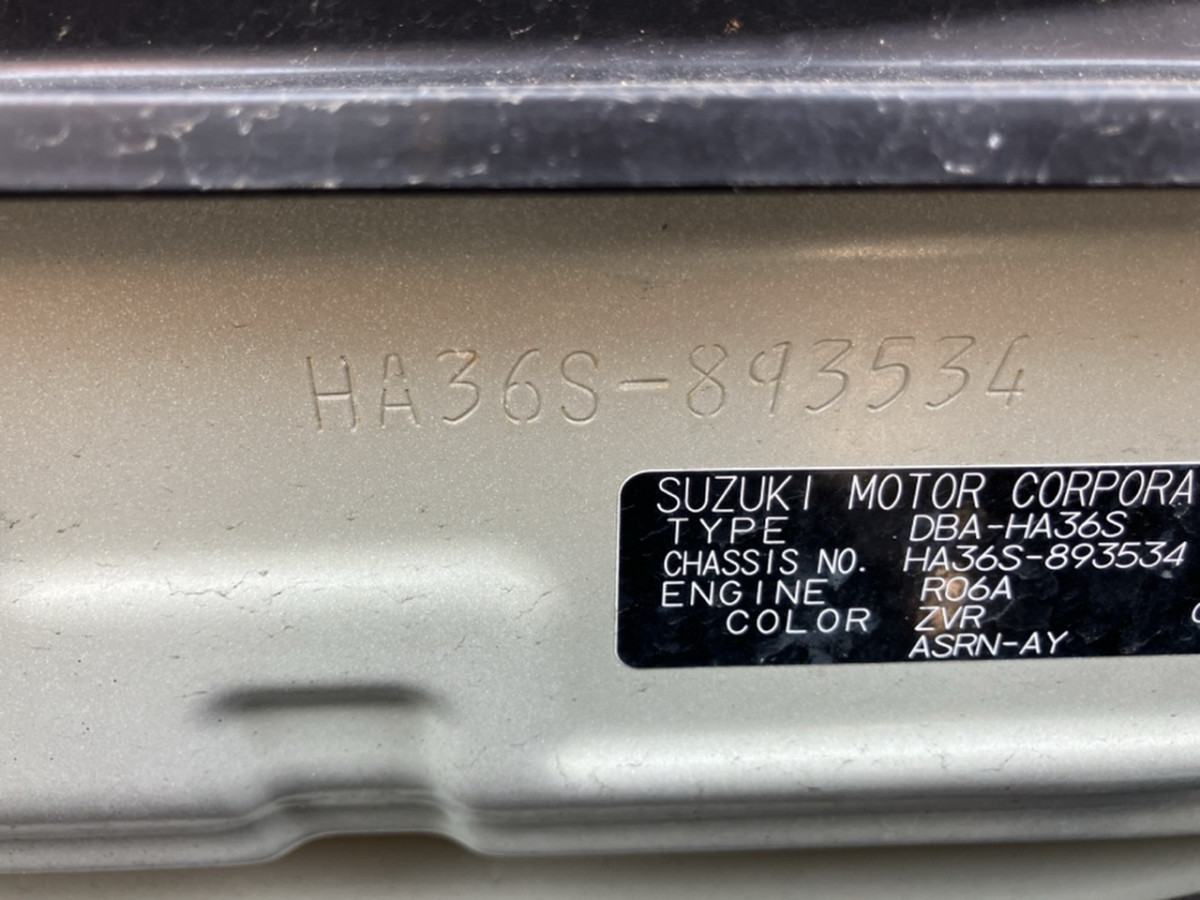 HA36S-893534
SUZUKI MOTOR CORPORA
TYPE DBA-HA36S
CHASSIS NO. HA36S-893534
ENGINE R06A
COLOR ZVR
ASRN-AY